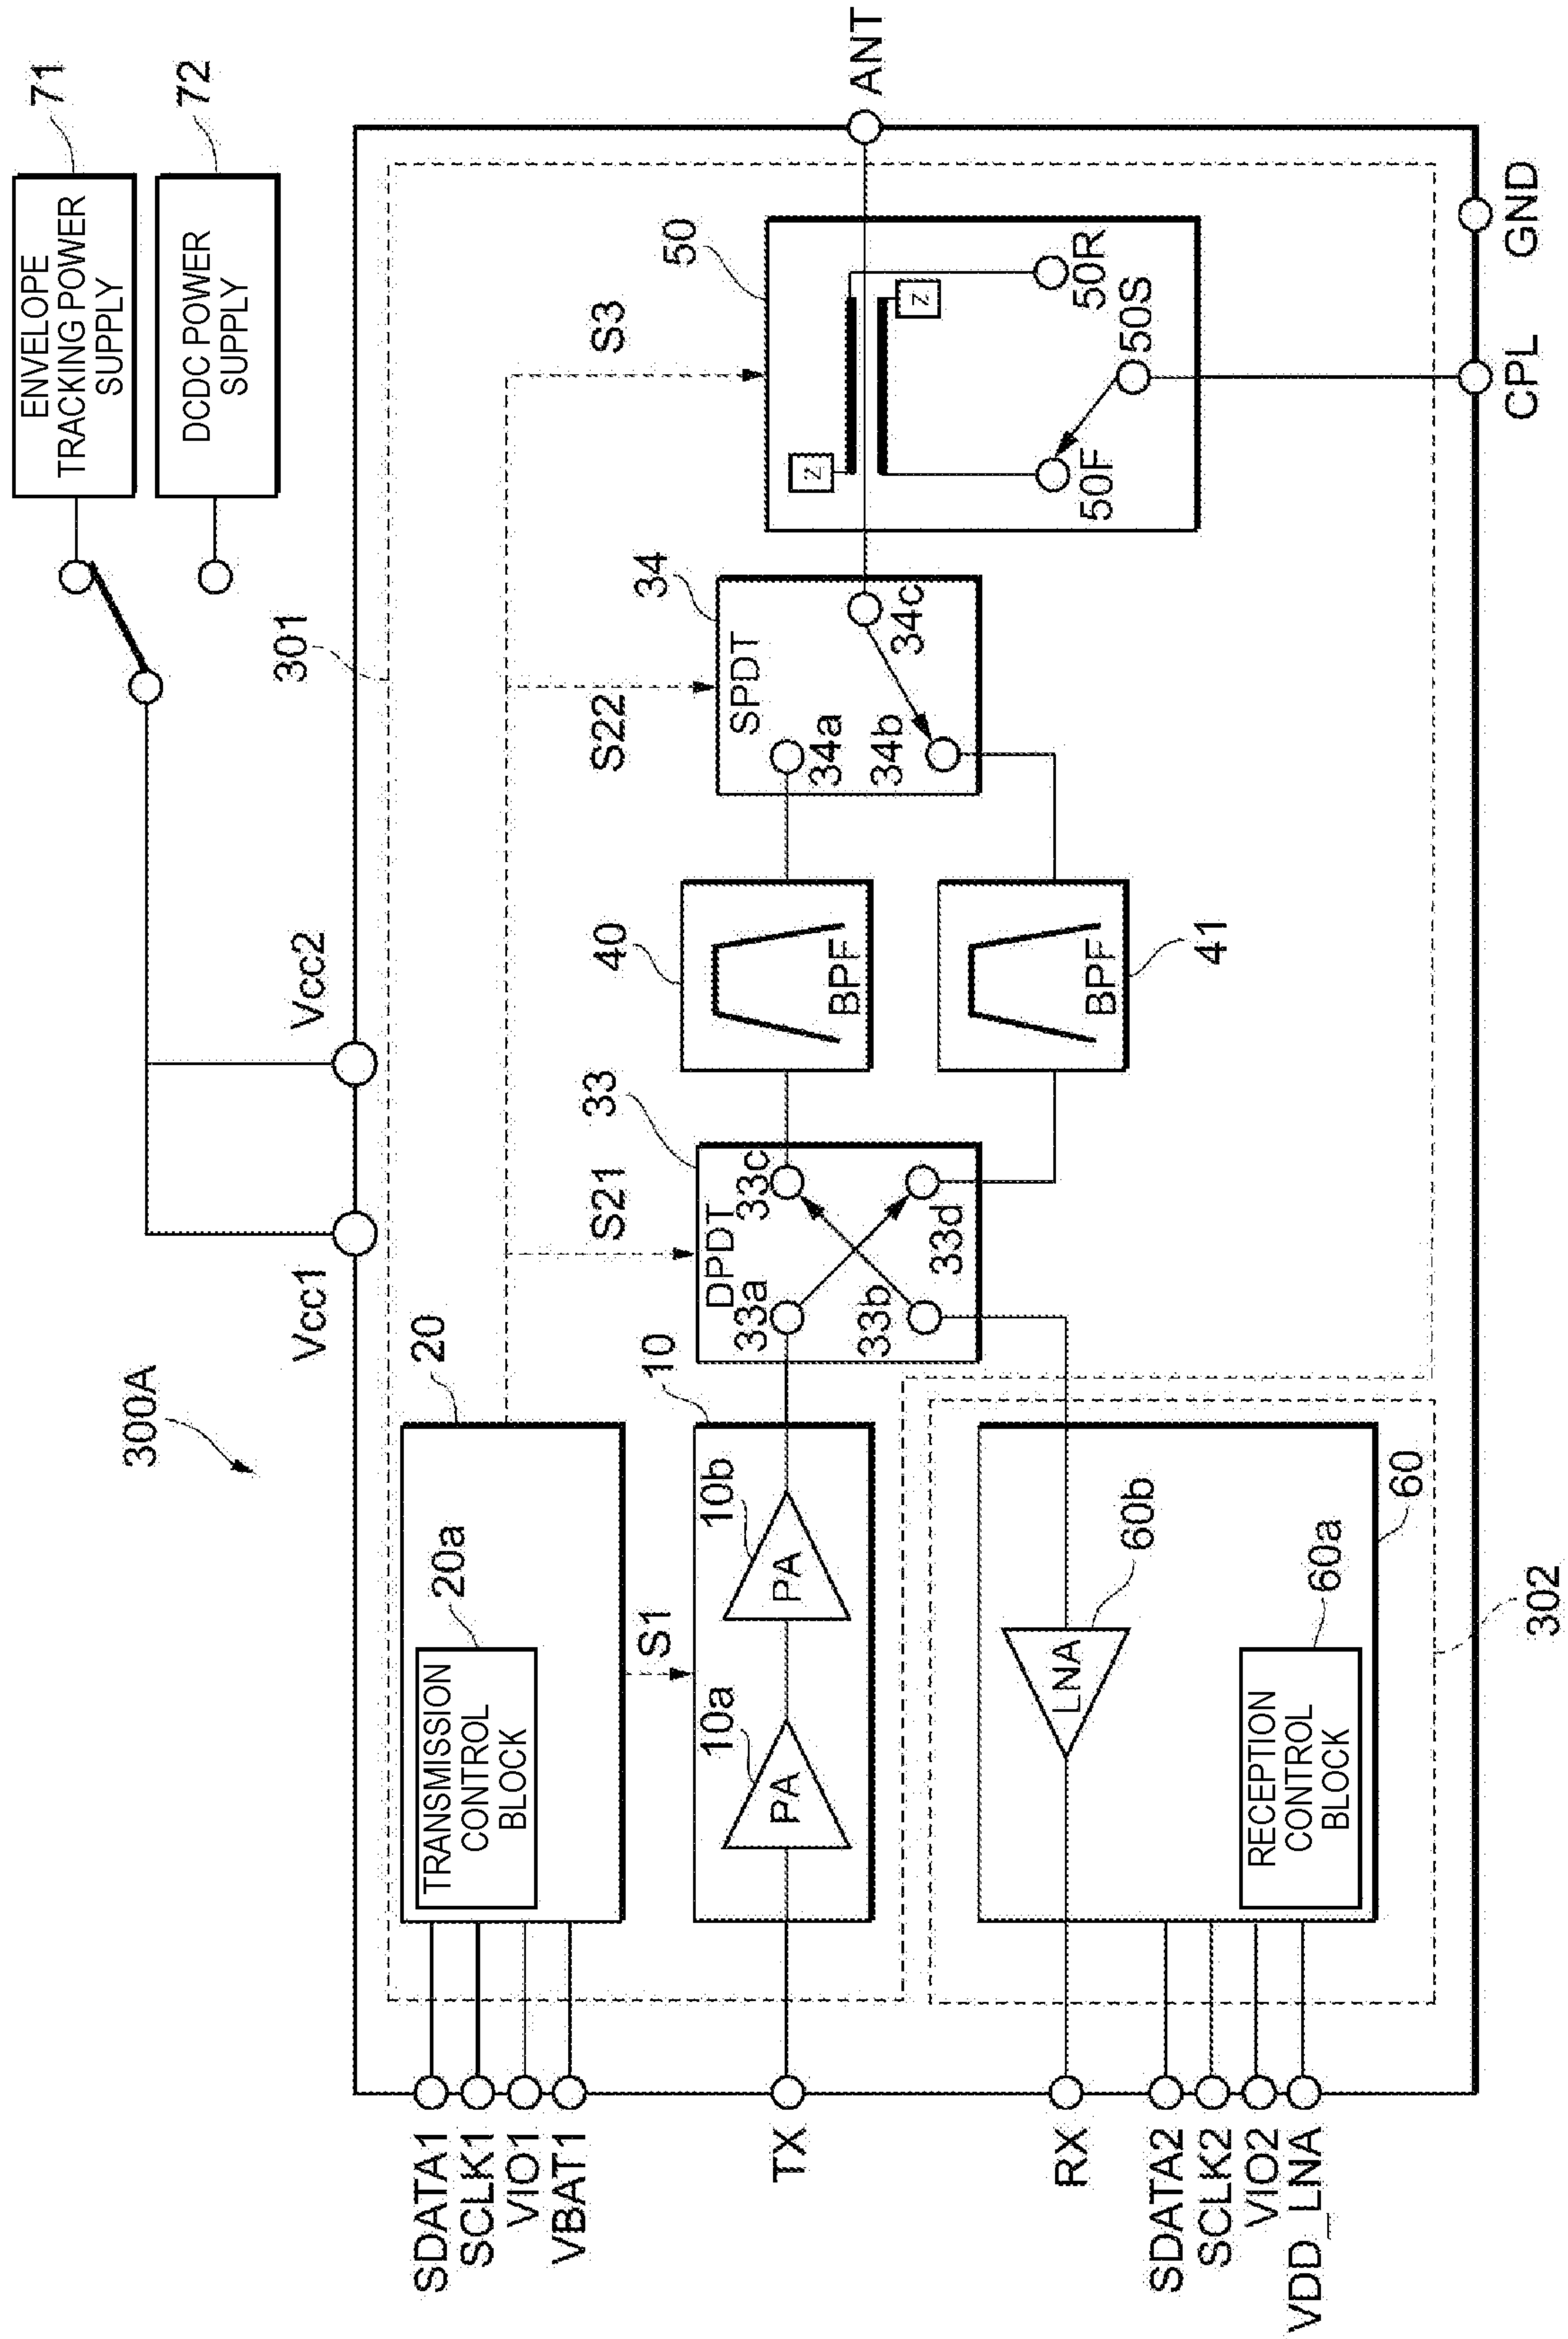 300A
ENVELOPE
TRACKING POWER
SUPPLY
71
DCDC POWER
SUPPLY
72
Vcc1
Vcc2
301
SDATA1
SCLK1
VIO1
VBAT1
TRANSMISSION
CONTROL
BLOCK
20a
20
S1
S21
S22
S3
TX
10a
PA
10b
PA
10
DPDT
33
33a
33b
33c
33d
40
BPF
BPF
41
SPDT
34
34a
34b
34c
50
Z
Z
50F
50R
50S
ANT
RX
LNA
60b
SDATA2
SCLK2
VIO2
VDD_LNA
RECEPTION
CONTROL
BLOCK
60a
60
302
CPL
GND